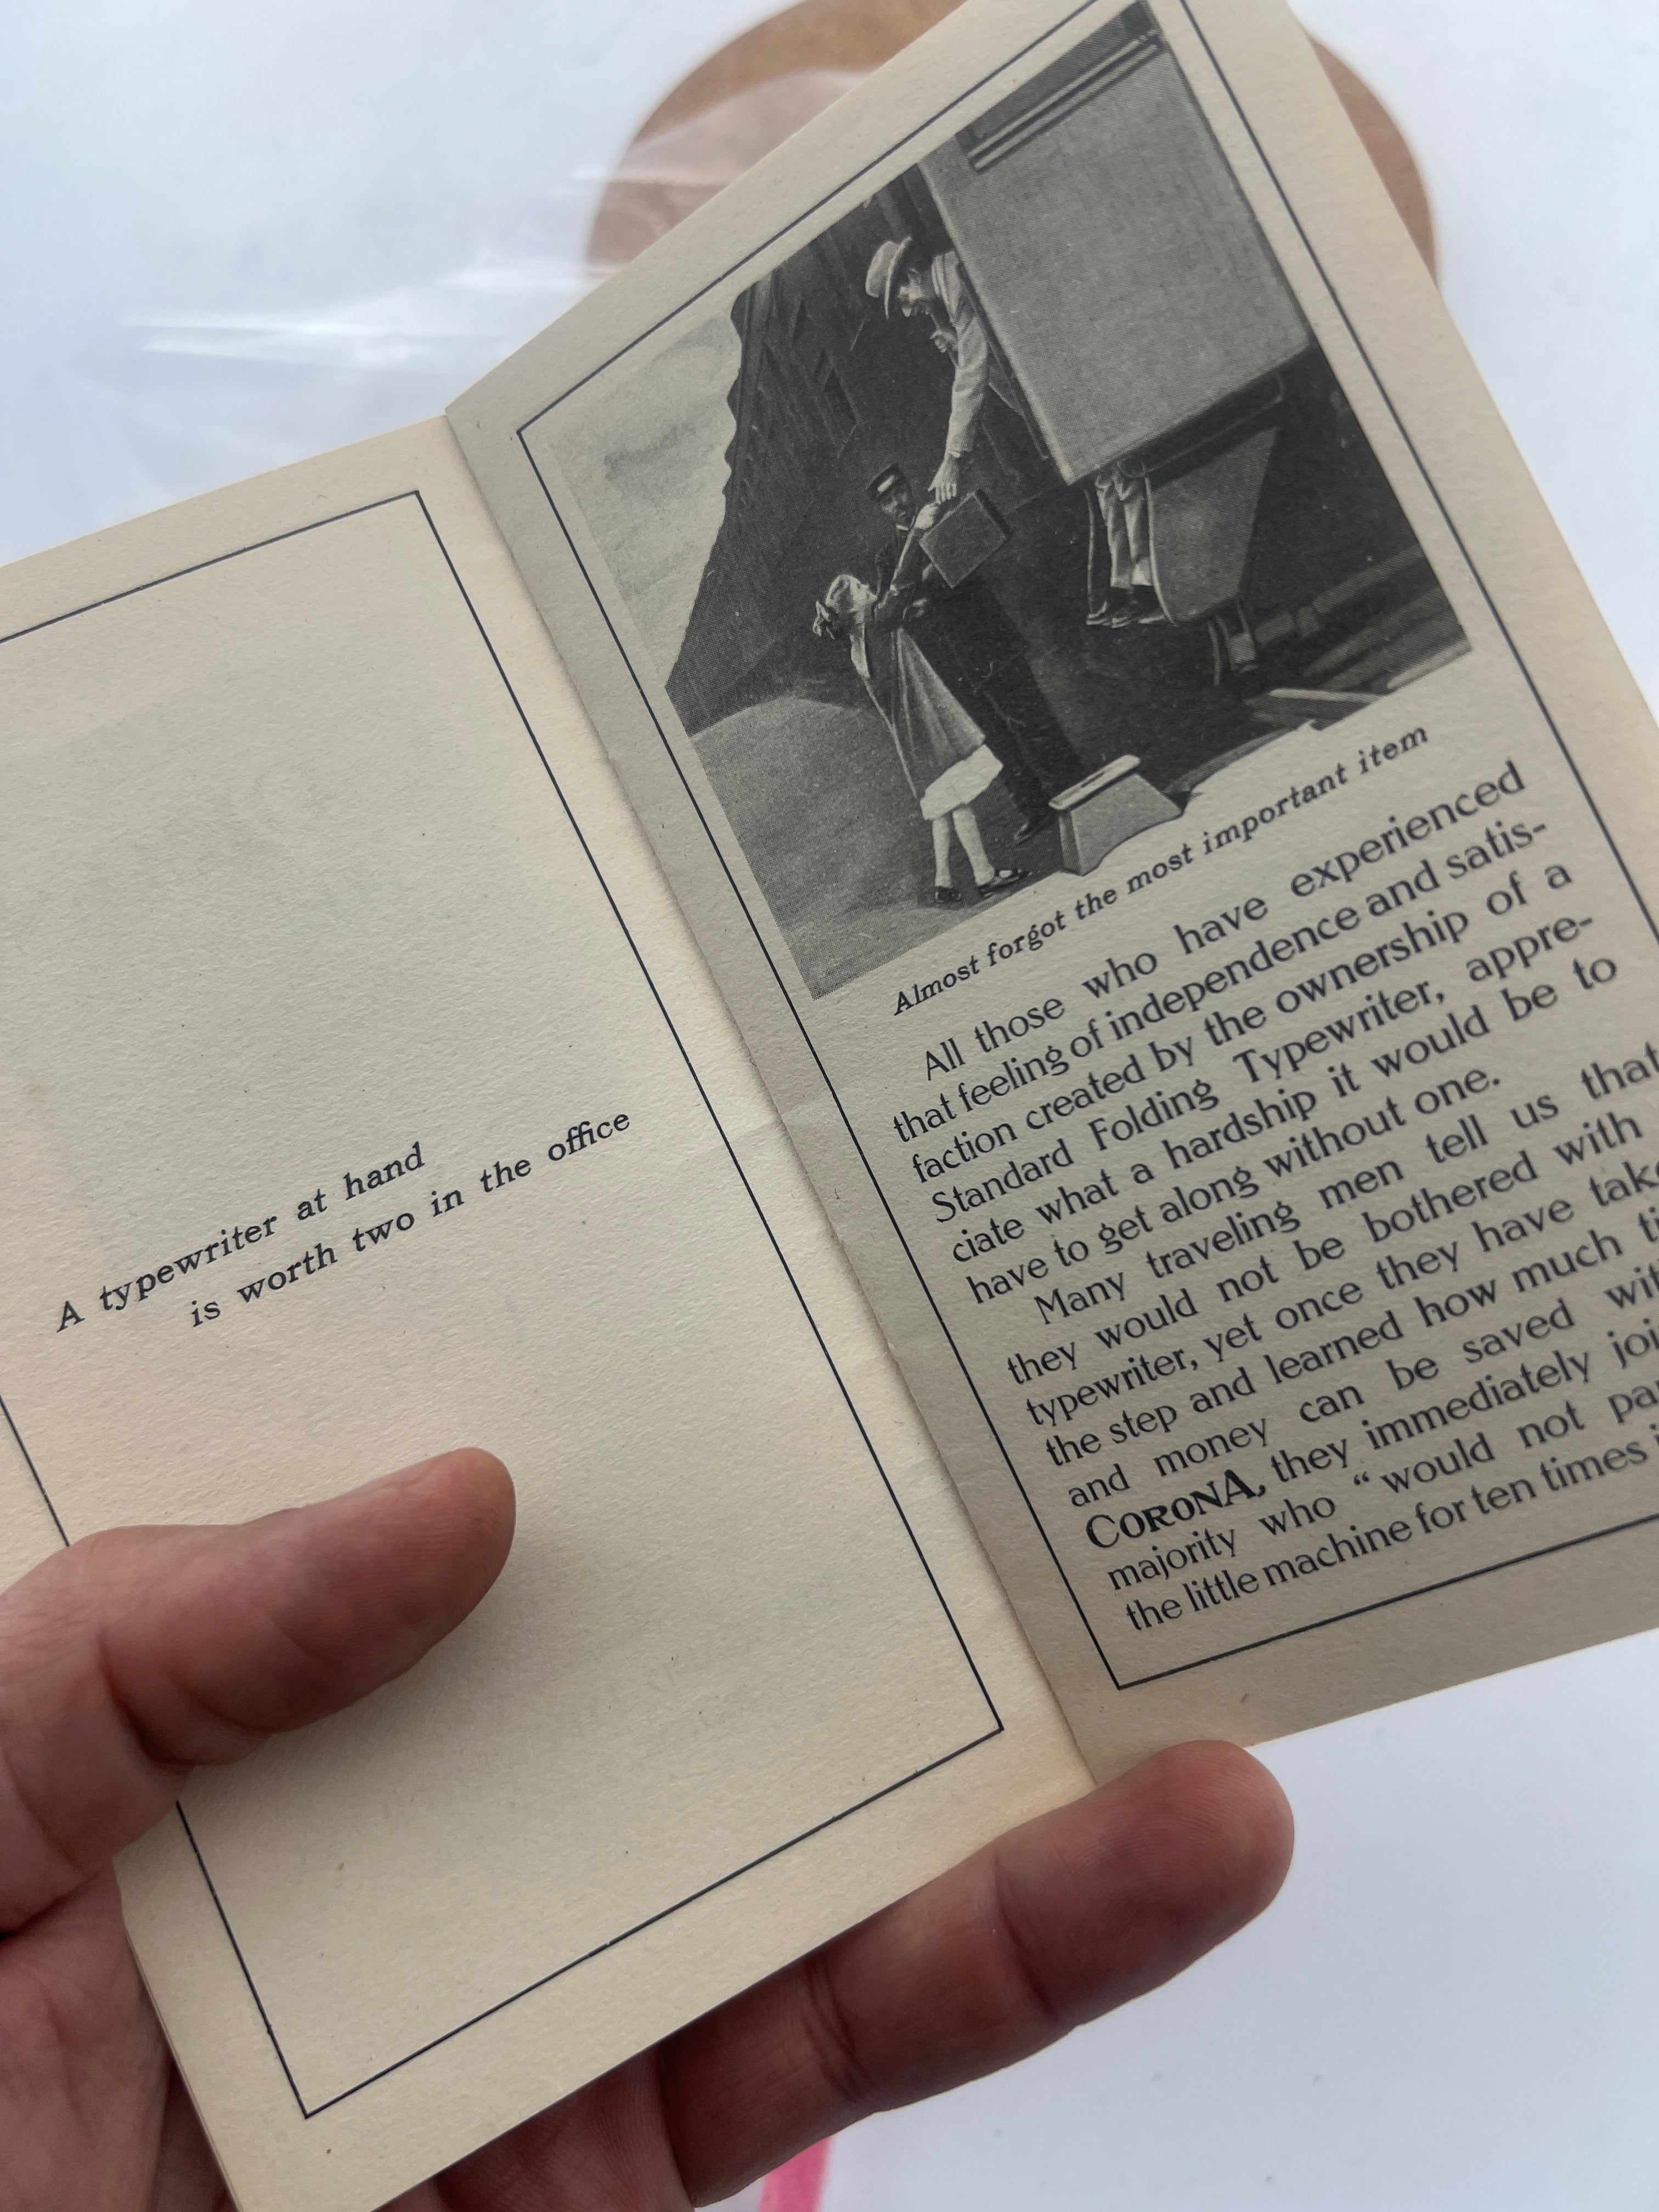 A typewriter at hand
is worth two in the office
Almost forgot the most important item
All those who have experienced
that feeling of independence and satis-
faction created by the ownership of a
Standard Folding Typewriter, appre-
ciate what a hardship it would be to
have to get along without one.
Many traveling men tell us that
they would not be bothered with
typewriter, yet once they have
the step and learned how much
and money can be saved
CORONA, they immediately
majority who “would not
the little machine for ten times